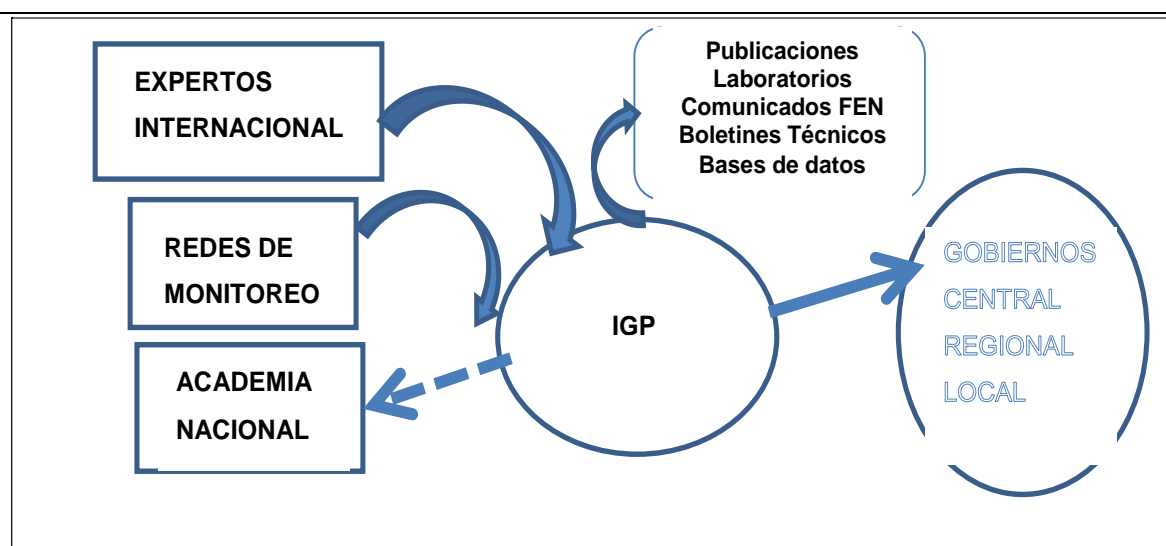 EXPERTOS
INTERNACIONAL
REDES DE
MONITOREO
ACADEMIA
NACIONAL
Publicaciones
Laboratorios
Comunicados FEN
Boletines Técnicos
Bases de datos
IGP
GOBIERNOS
CENTRAL
REGIONAL
LOCAL